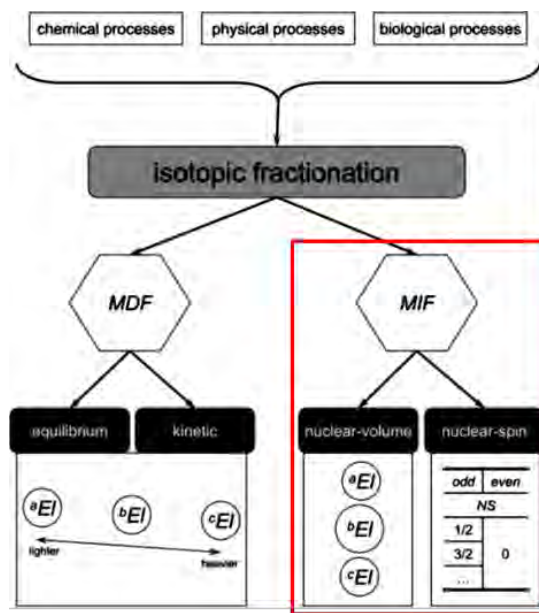 chemical processes
physical processes
biological processes
isotopic fractionation
MDF
MIF
equilibrium
kinetic
nuclear-volume
nuclear-spin
aEl
bEl
cEl
lighter
heavier
aEl
bEl
cEl
odd even
NS
1/2
3/2
0
...